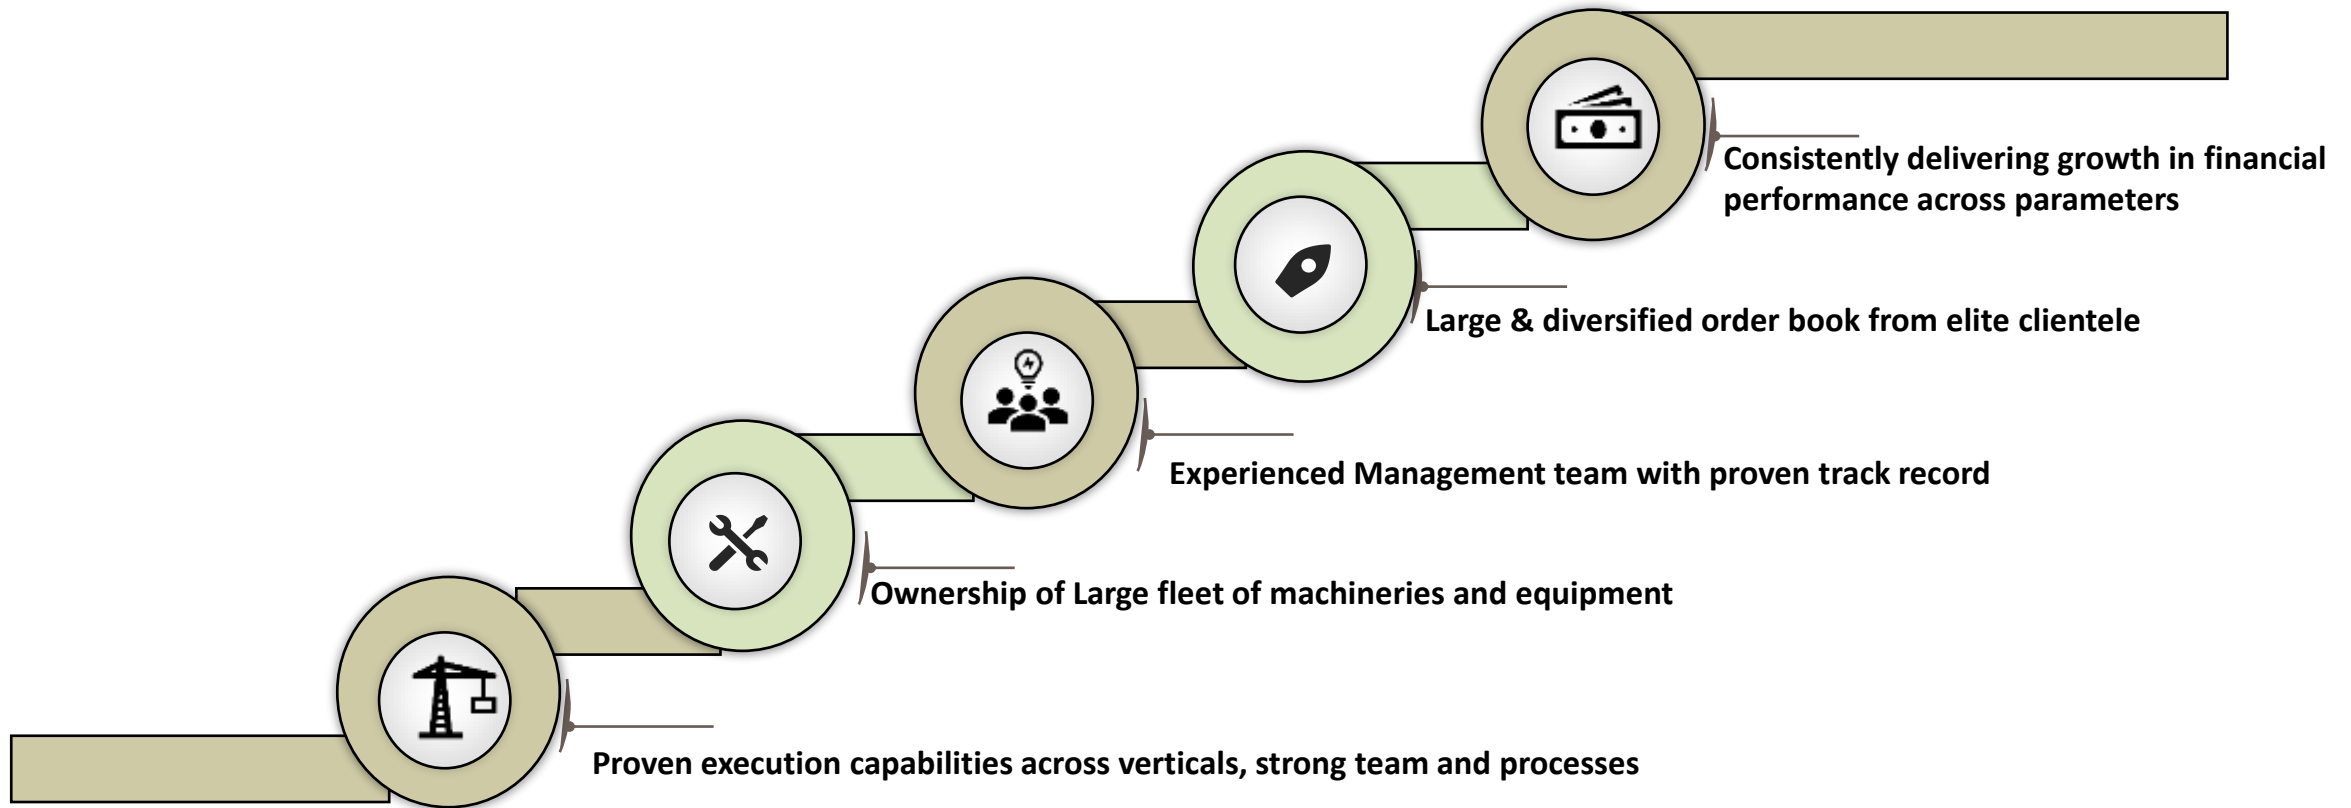 Consistently delivering growth in financial
performance across parameters
Large & diversified order book from elite clientele
Experienced Management team with proven track record
Ownership of Large fleet of machineries and equipment
Proven execution capabilities across verticals, strong team and processes